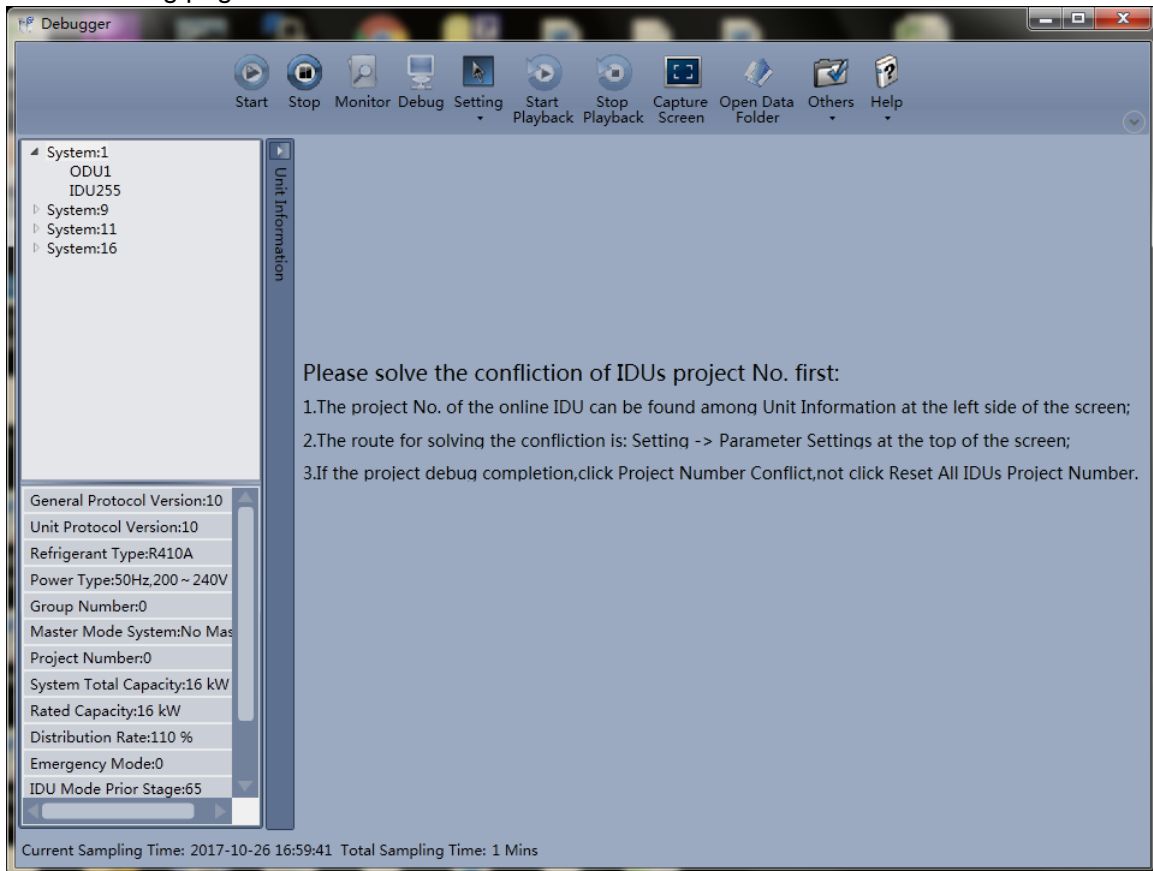 Debugger
Start Stop Monitor Debug Setting Start Playback Stop Playback Capture Screen Open Data Folder Others Help
System:1
ODU1
IDU255
System:9
System:11
System:16
Unit Information
Please solve the confliction of IDUs project No. first:
1.The project No. of the online IDU can be found among Unit Information at the left side of the screen;
2.The route for solving the confliction is: Setting -> Parameter Settings at the top of the screen;
3.If the project debug completion,click Project Number Conflict,not click Reset All IDUs Project Number.
General Protocol Version:10
Unit Protocol Version:10
Refrigerant Type:R410A
Power Type:50Hz,200～240V
Group Number:0
Master Mode System:No Mas
Project Number:0
System Total Capacity:16 kW
Rated Capacity:16 kW
Distribution Rate:110 %
Emergency Mode:0
IDU Mode Prior Stage:65
Current Sampling Time: 2017-10-26 16:59:41 Total Sampling Time: 1 Mins